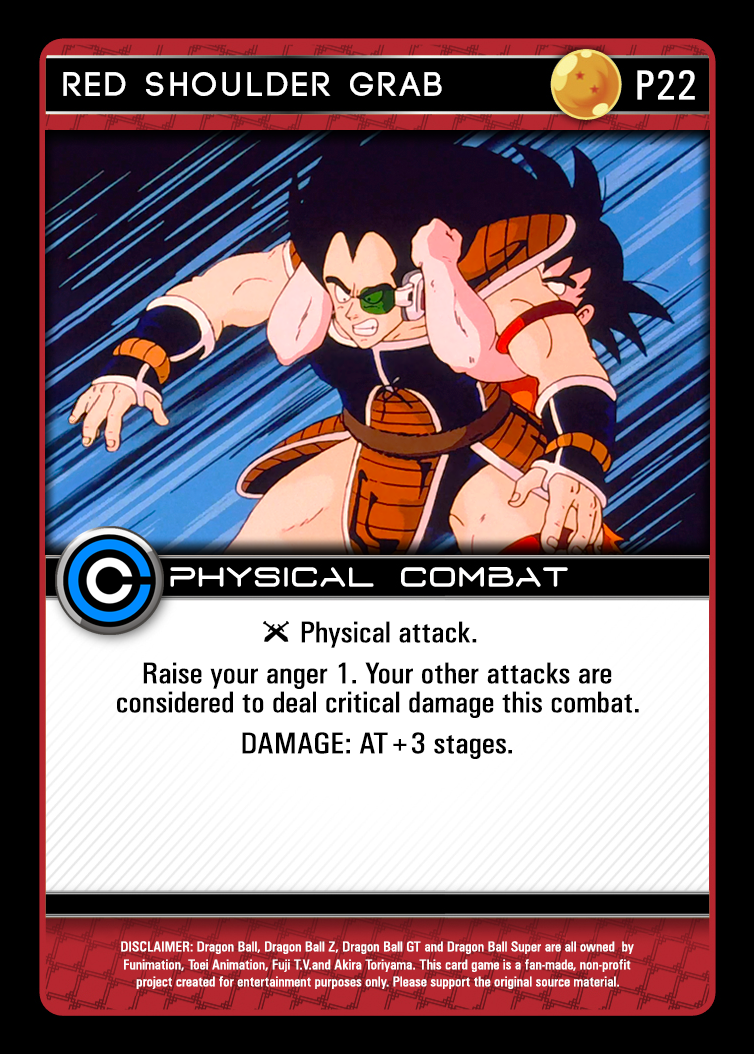 RED SHOULDER GRAB P22
PHYSICAL COMBAT
Physical attack.
Raise your anger 1. Your other attacks are
considered to deal critical damage this combat.
DAMAGE: AT+3 stages.
DISCLAIMER: Dragon Ball, Dragon Ball Z, Dragon Ball GT and Dragon Ball Super are all owned by
Funimation, Toei Animation, Fuji T.V.and Akira Toriyama. This card game is a fan-made, non-profit
project created for entertainment purposes only. Please support the original source material.